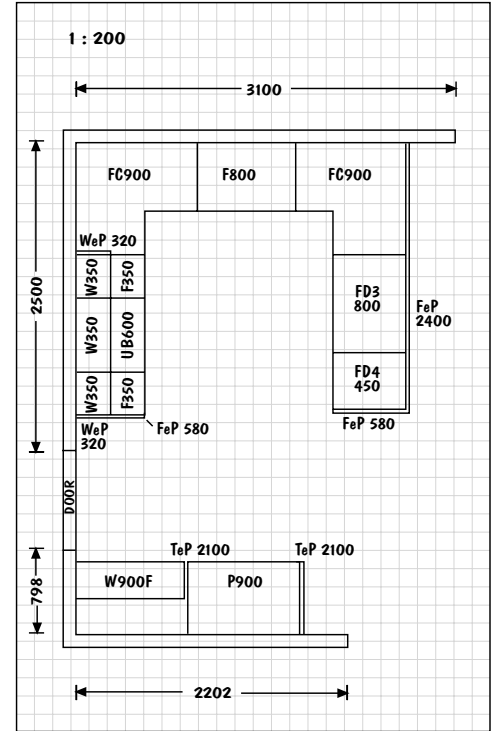 1 : 200
3100
FC900
F800
FC900
WeP 320
W350
F350
2500
W350
UB600
FD3
800
FeP
2400
W350
F350
FD4
450
WeP
320
FeP 580
FeP 580
DOOR
TeP 2100
TeP 2100
798
W900F
P900
2202